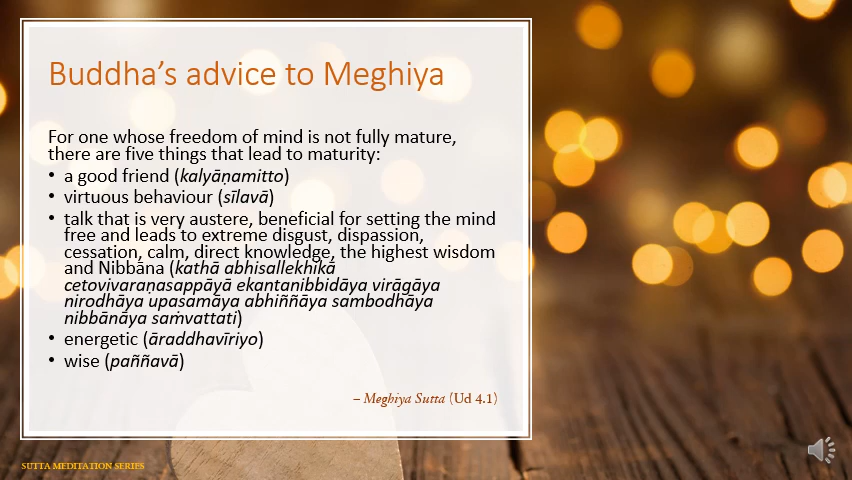 Buddha’s advice to Meghiya
For one whose freedom of mind is not fully mature,
there are five things that lead to maturity:
• a good friend (kalyāṇamitto)
• virtuous behaviour (sīlavā)
• talk that is very austere, beneficial for setting the mind
free and leads to extreme disgust, dispassion,
cessation, calm, direct knowledge, the highest wisdom
and Nibbāna (kathā abhisallekhikā
cetovivaraṇasappāyā ekantanibbidāya virāgāya
nirodhāya upasamāya abhiññāya sambodhāya
nibbānāya saṁvattati)
• energetic (āraddhavīriyo)
• wise (paññavā)
– Meghiya Sutta (Ud 4.1)
SUTTA MEDITATION SERIES